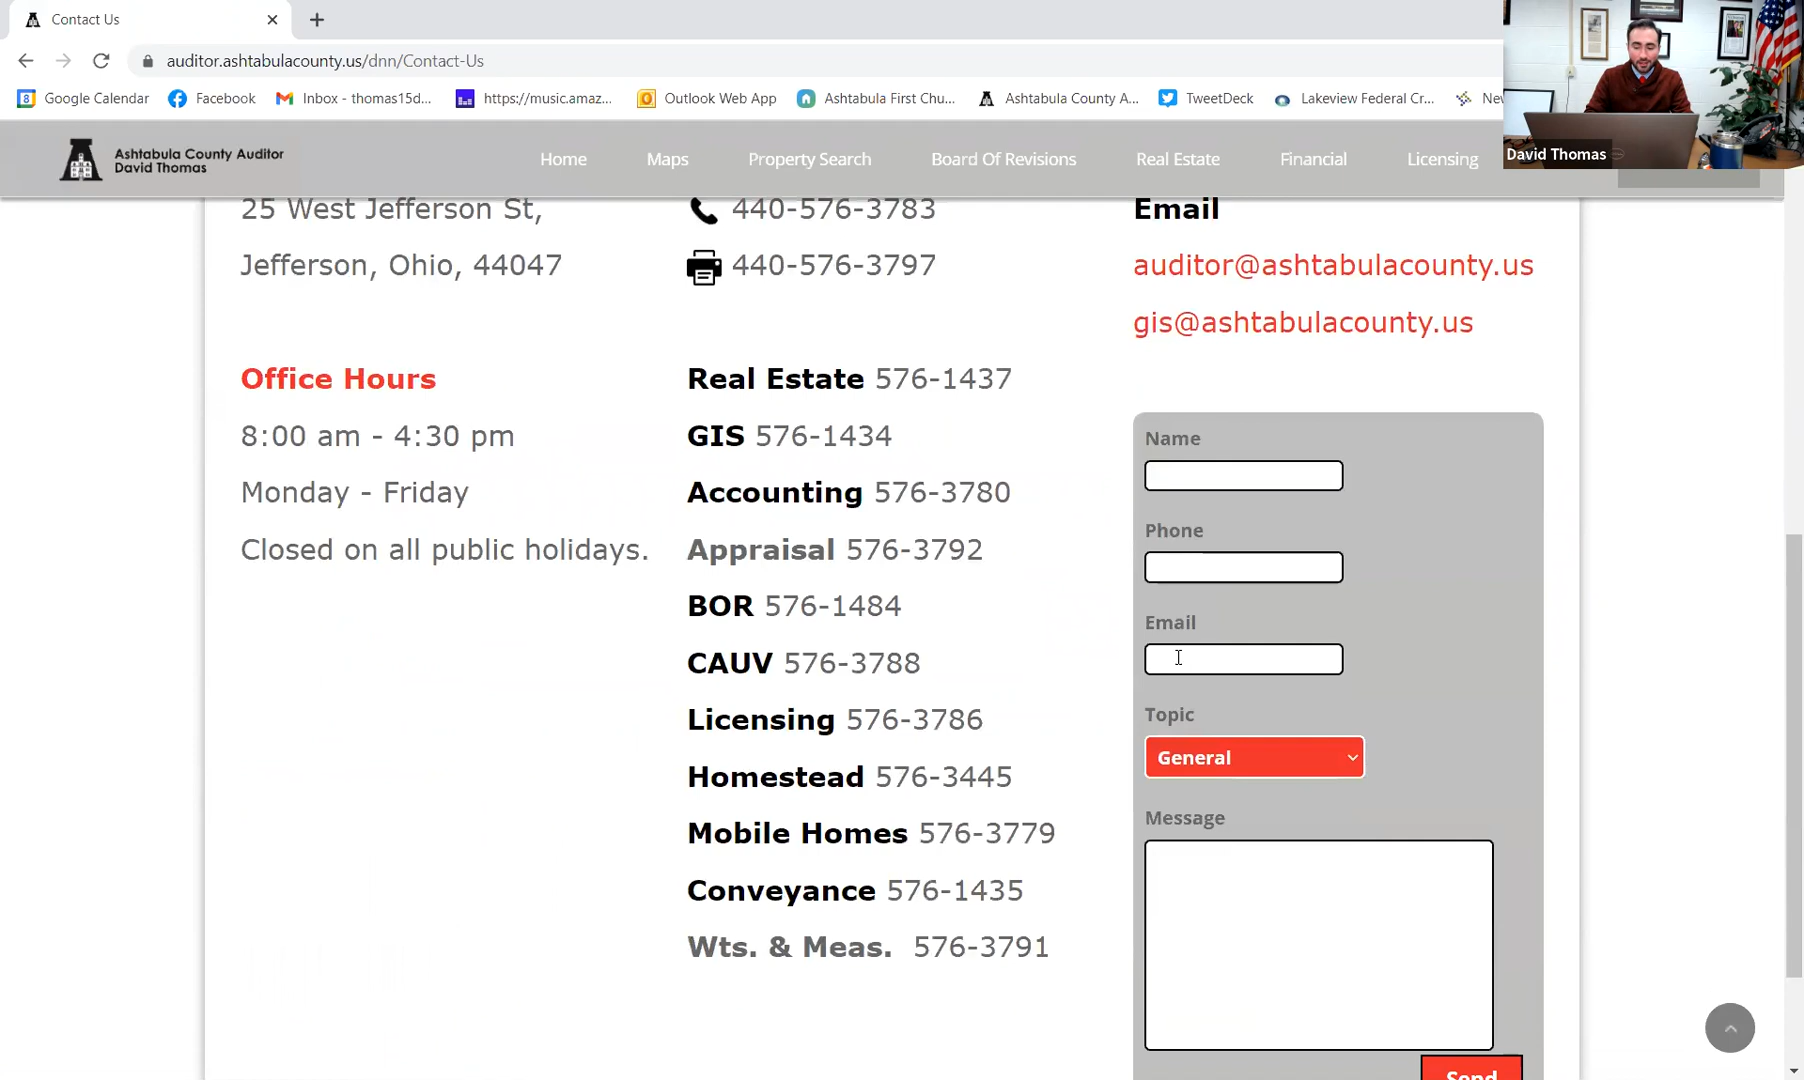 Contact Us
auditor.ashtabulacounty.us/dnn/Contact-Us
Google Calendar Facebook Inbox - thomas15d... https://music.amaz... Outlook Web App Ashtabula First Chu... Ashtabula County A... TweetDeck Lakeview Federal Cr...
David Thomas
Ashtabula County Auditor
David Thomas
Home Maps Property Search Board Of Revisions Real Estate Financial Licensing
25 West Jefferson St,
Jefferson, Ohio, 44047
Office Hours
8:00 am - 4:30 pm
Monday - Friday
Closed on all public holidays.
440-576-3783
440-576-3797
Real Estate 576-1437
GIS 576-1434
Accounting 576-3780
Appraisal 576-3792
BOR 576-1484
CAUV 576-3788
Licensing 576-3786
Homestead 576-3445
Mobile Homes 576-3779
Conveyance 576-1435
Wts. & Meas. 576-3791
Email
auditor@ashtabulacounty.us
gis@ashtabulacounty.us
Name
Phone
Email
Topic
General
Message
Send